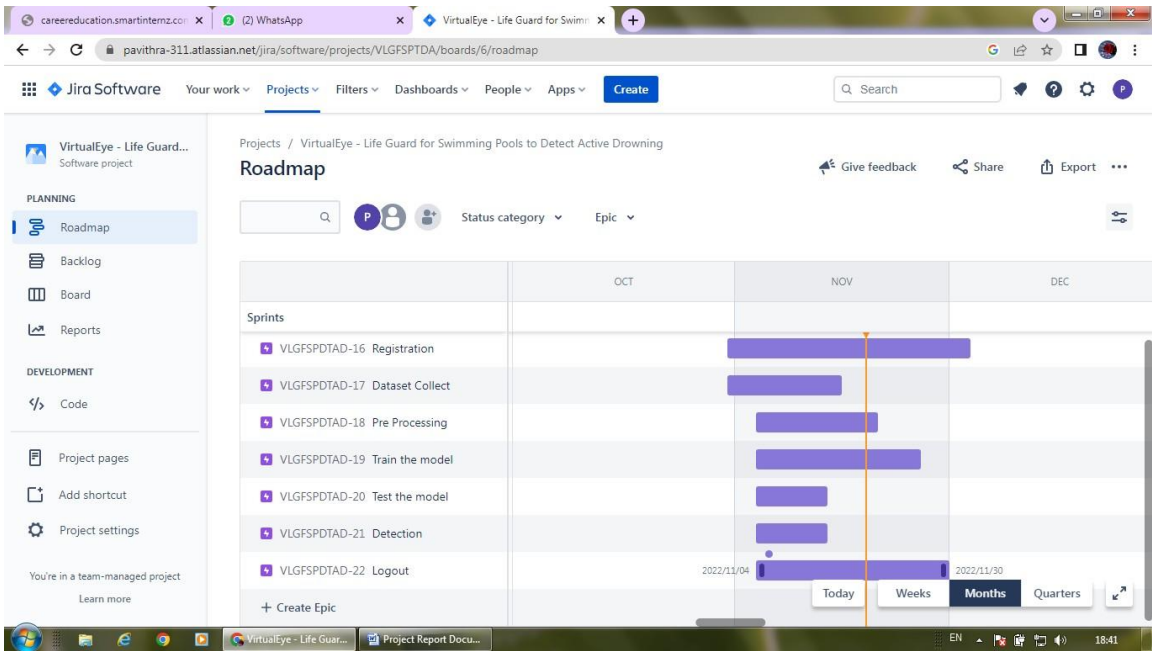 careereducation.smartinternz.com
(2) WhatsApp
VirtualEye - Life Guard for Swimm
pavithra-311.atlassian.net/jira/software/projects/VLGFSPTDA/boards/6/roadmap
Jira Software Your work Projects Filters Dashboards People Apps Create Search P
VirtualEye - Life Guard...
Software project
PLANNING
Roadmap
Backlog
Board
Reports
DEVELOPMENT
Code
Project pages
Add shortcut
Project settings
You're in a team-managed project
Learn more
Projects / VirtualEye - Life Guard for Swimming Pools to Detect Active Drowning
Roadmap
Give feedback Share Export
P Status category Epic
OCT NOV DEC
Sprints
VLGFSPDTAD-16 Registration
VLGFSPDTAD-17 Dataset Collect
VLGFSPDTAD-18 Pre Processing
VLGFSPDTAD-19 Train the model
VLGFSPDTAD-20 Test the model
VLGFSPDTAD-21 Detection
VLGFSPDTAD-22 Logout 2022/11/04 2022/11/30
+ Create Epic
Today Weeks Months Quarters
VirtualEye - Life Guar... Project Report Docu... EN 18:41